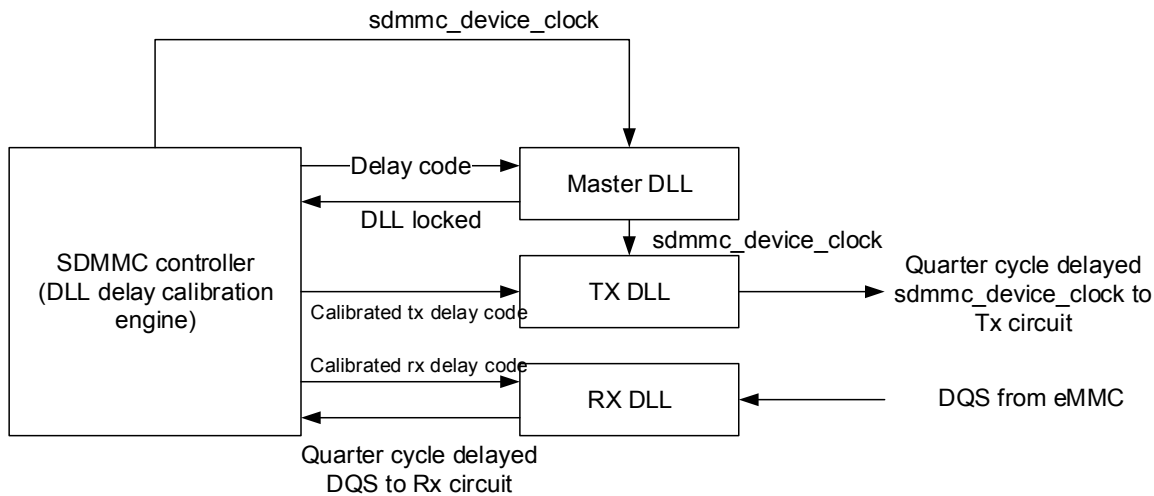 sdmmc_device_clock
Delay code
Master DLL
DLL locked
sdmmc_device_clock
SDMMC controller
(DLL delay calibration
engine)
TX DLL
Quarter cycle delayed
sdmmc_device_clock to
Tx circuit
Calibrated tx delay code
Calibrated rx delay code
RX DLL
DQS from eMMC
Quarter cycle delayed
DQS to Rx circuit